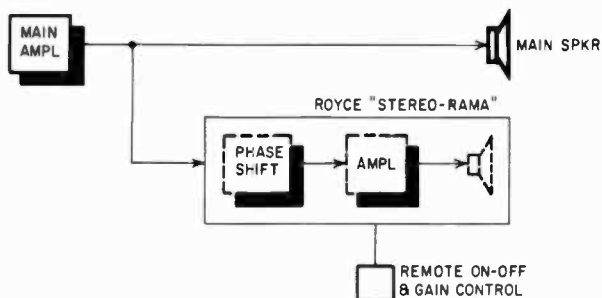 MAIN
AMPL
MAIN SPKR
ROYCE "STEREO-RAMA"
PHASE
SHIFT
AMPL
REMOTE ON-OFF
& GAIN CONTROL